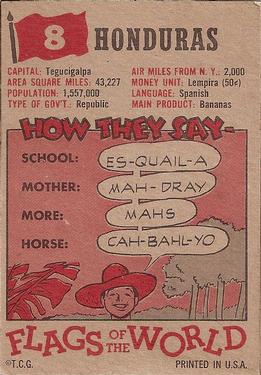 8 HONDURAS
CAPITAL: Tegucigalpa
AREA SQUARE MILES: 43,227
POPULATION: 1,557,000
TYPE OF GOV'T.: Republic
AIR MILES FROM N. Y.: 2,000
MONEY UNIT: Lempira (50¢)
LANGUAGE: Spanish
MAIN PRODUCT: Bananas
HOW THEY SAY-
SCHOOL: ES-QUAIL-A
MOTHER: MAH-DRAY
MORE: MAHS
HORSE: CAH-BAHL-YO
FLAGS OF THE WORLD
©T.C.G. PRINTED IN U.S.A.